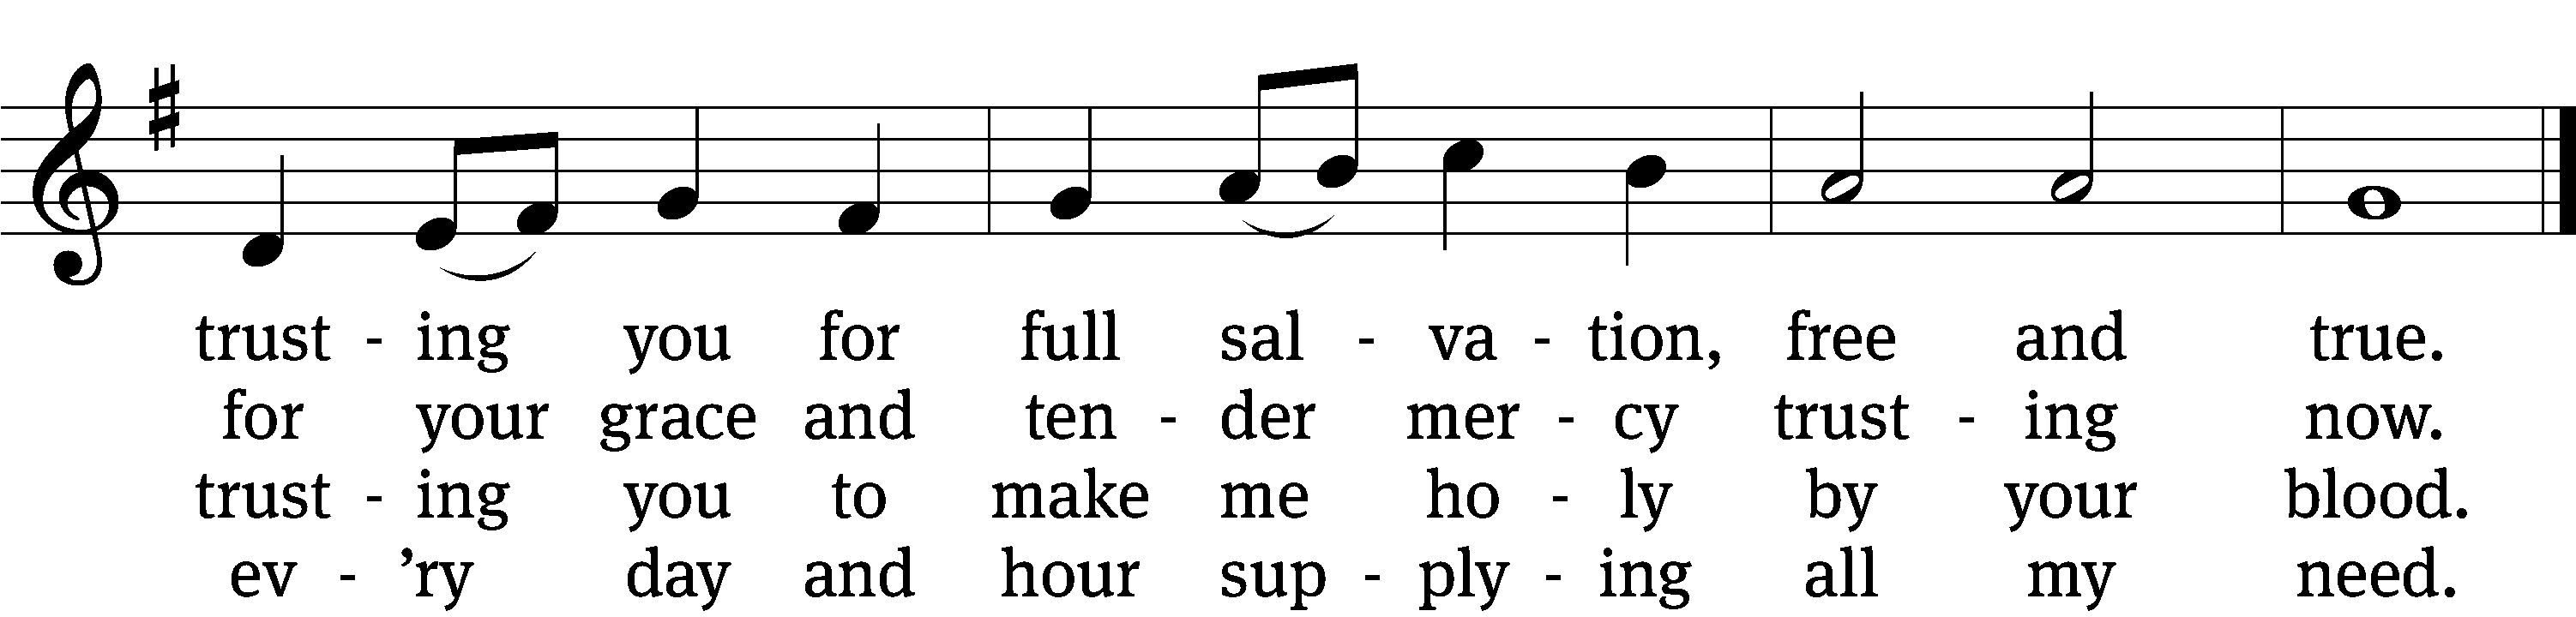 trust - ing you for full sal - va - tion, free and true.
for your grace and ten - der mer - cy trust - ing now.
trust - ing you to make me ho - ly by your blood.
ev - ’ry day and hour sup - ply - ing all my need.